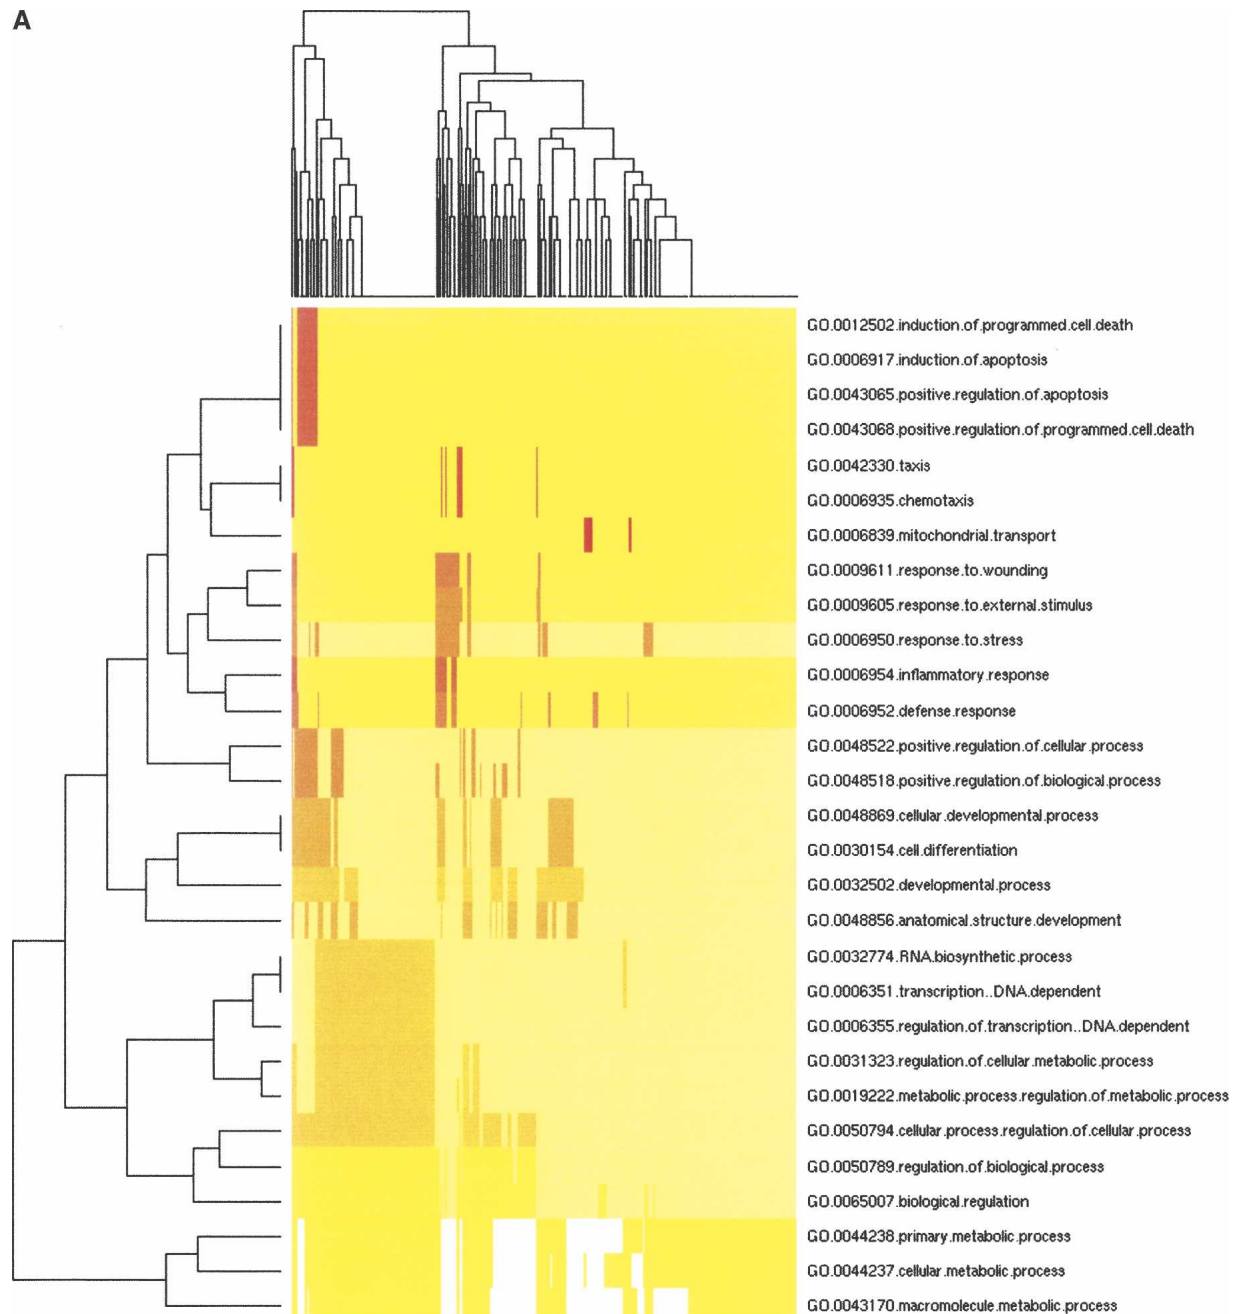 A
GO.0012502.induction.of.programmed.cell.death
GO.0006917.induction.of.apoptosis
GO.0043065.positive.regulation.of.apoptosis
GO.0043068.positive.regulation.of.programmed.cell.death
GO.0042330.taxis
GO.0006935.chemotaxis
GO.0006839.mitochondrial.transport
GO.0009611.response.to.wounding
GO.0009605.response.to.external.stimulus
GO.0006950.response.to.stress
GO.0006954.inflammatory.response
GO.0006952.defense.response
GO.0048522.positive.regulation.of.cellular.process
GO.0048518.positive.regulation.of.biological.process
GO.0048869.cellular.developmental.process
GO.0030154.cell.differentiation
GO.0032502.developmental.process
GO.0048856.anatomical.structure.development
GO.0032774.RNA.biosynthetic.process
GO.0006351.transcription..DNA.dependent
GO.0006355.regulation.of.transcription..DNA.dependent
GO.0031323.regulation.of.cellular.metabolic.process
GO.0019222.metabolic.process.regulation.of.metabolic.process
GO.0050794.cellular.process.regulation.of.cellular.process
GO.0050789.regulation.of.biological.process
GO.0065007.biological.regulation
GO.0044238.primary.metabolic.process
GO.0044237.cellular.metabolic.process
GO.0043170.macromolecule.metabolic.process